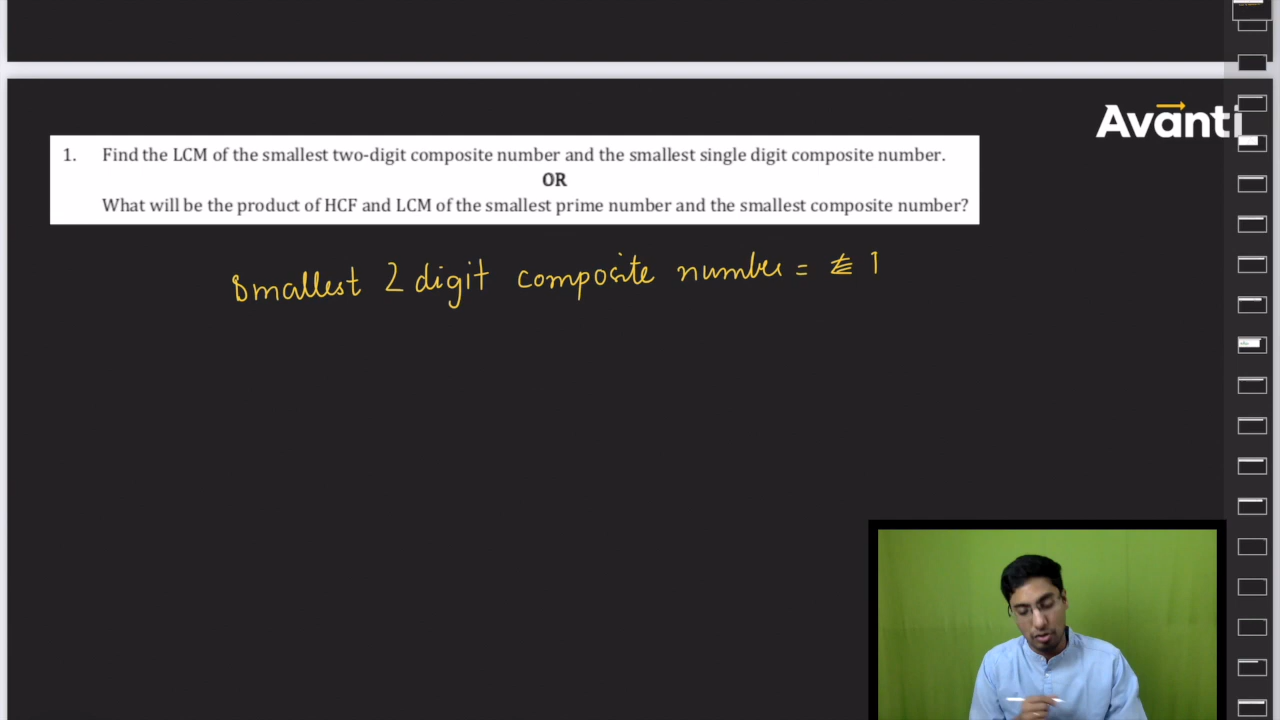 Avanti
1. Find the LCM of the smallest two-digit composite number and the smallest single digit composite number.
OR
What will be the product of HCF and LCM of the smallest prime number and the smallest composite number?
Smallest 2 digit composite number = 1